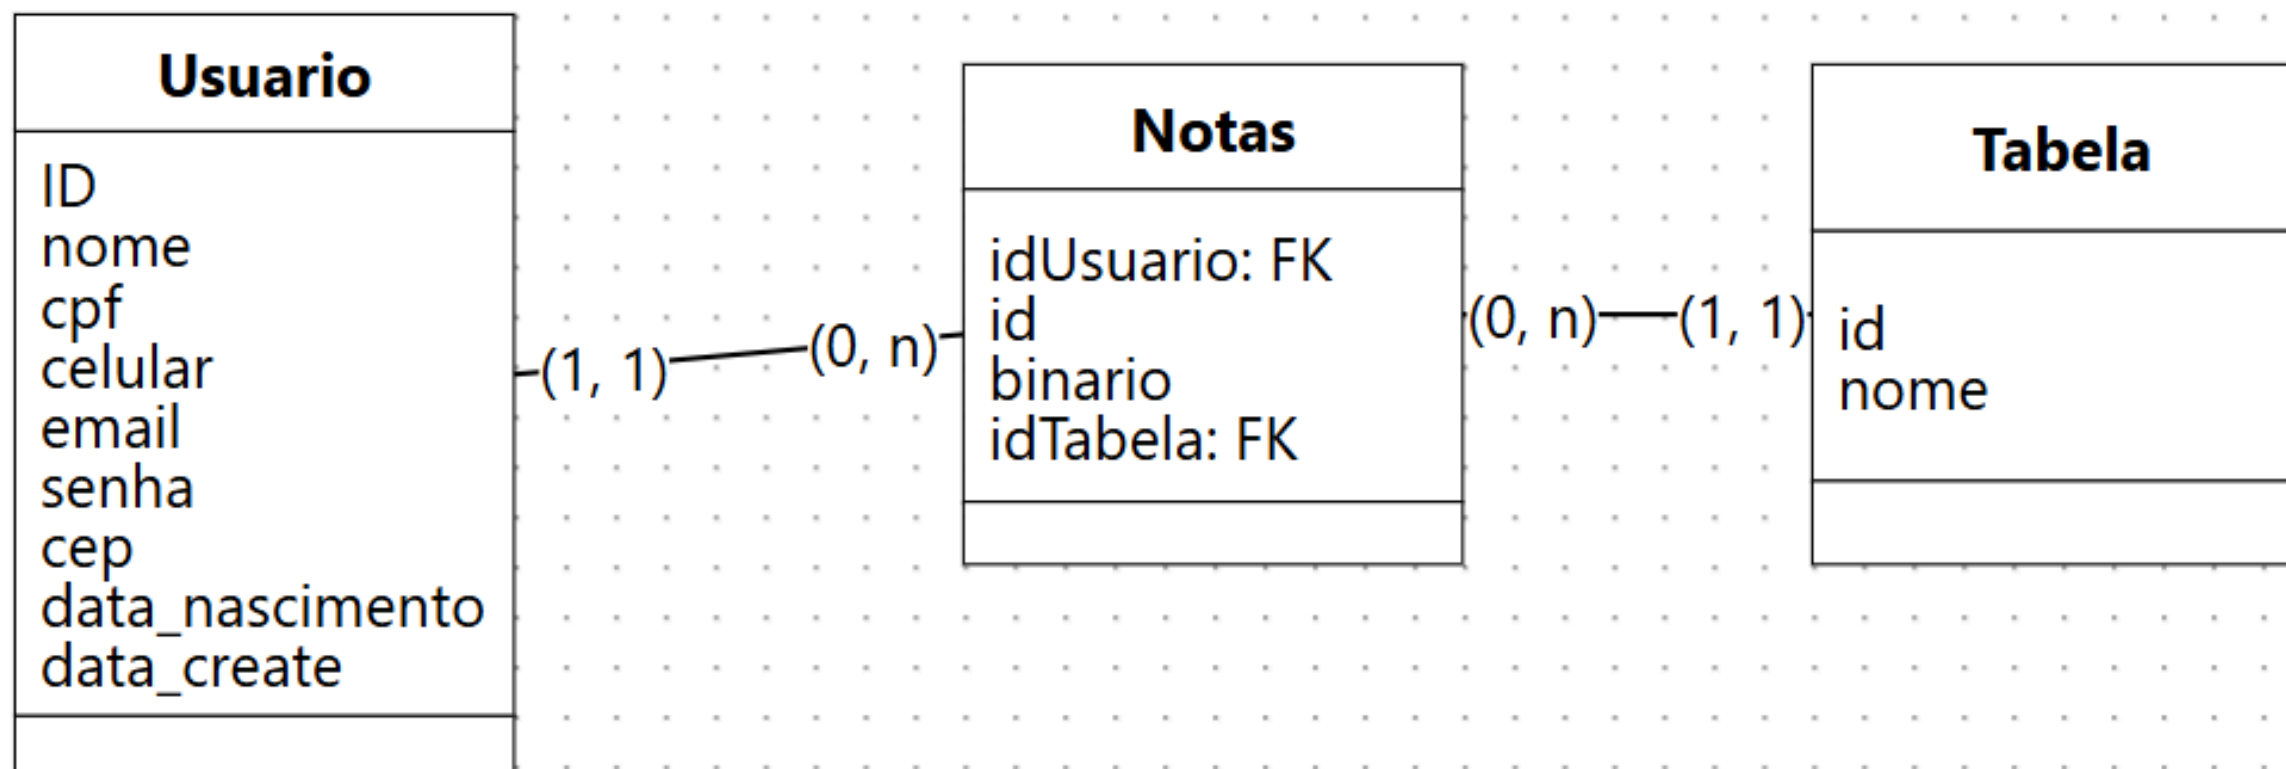 Usuario
ID
nome
cpf
celular
email
senha
cep
data_nascimento
data_create
(1, 1)
(0, n)
Notas
idUsuario: FK
id
binario
idTabela: FK
(0, n)
(1, 1)
Tabela
id
nome